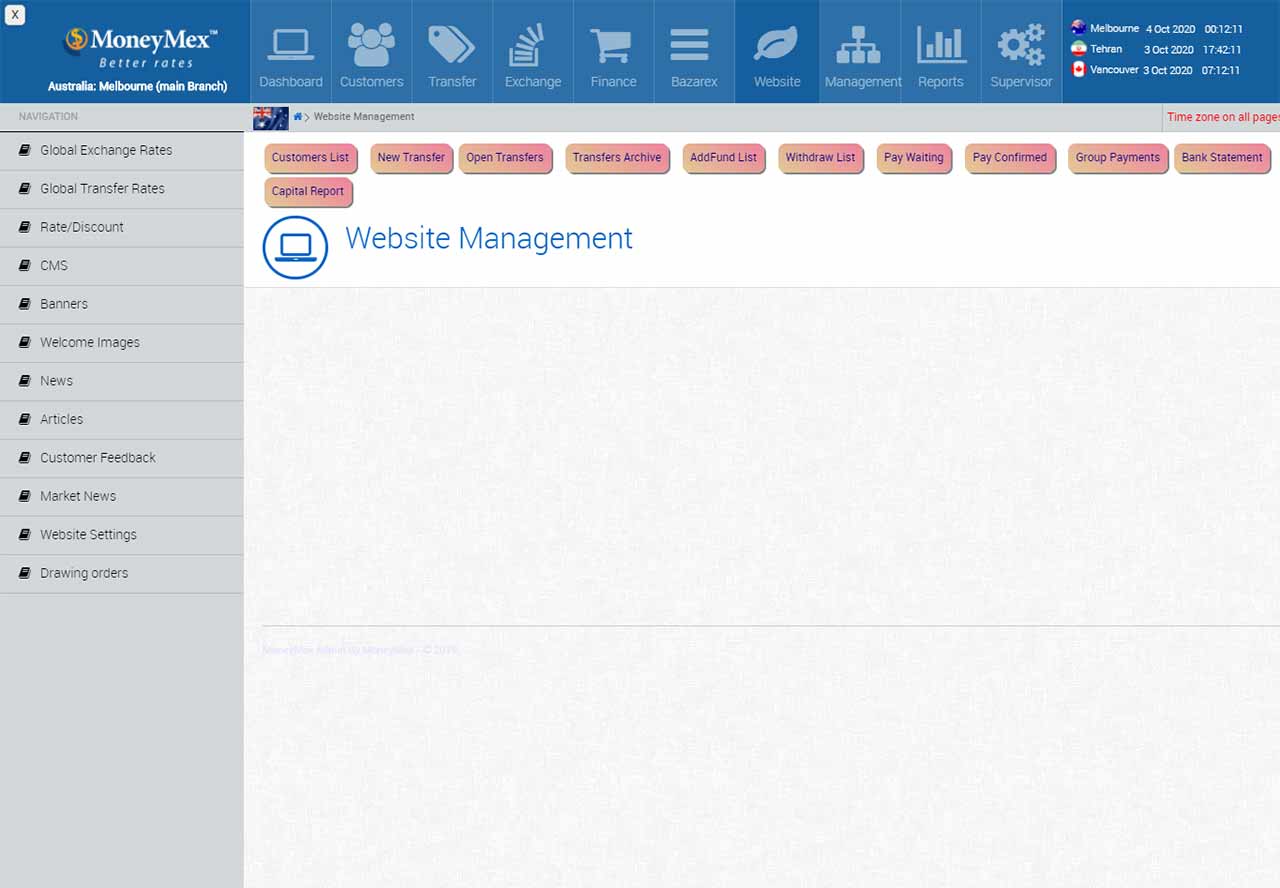 X
MoneyMex™
Better rates
Australia: Melbourne (main Branch)
Dashboard
Customers
Transfer
Exchange
Finance
Bazarex
Website
Management
Reports
Supervisor
Melbourne 4 Oct 2020 00:12:11
Tehran 3 Oct 2020 17:42:11
Vancouver 3 Oct 2020 07:12:11
NAVIGATION
Global Exchange Rates
Global Transfer Rates
Rate/Discount
CMS
Banners
Welcome Images
News
Articles
Customer Feedback
Market News
Website Settings
Drawing orders
Website Management
Time zone on all pages
Customers List
New Transfer
Open Transfers
Transfers Archive
AddFund List
Withdraw List
Pay Waiting
Pay Confirmed
Group Payments
Bank Statement
Capital Report
Website Management
MoneyMex Admin by MoneyMex - ©